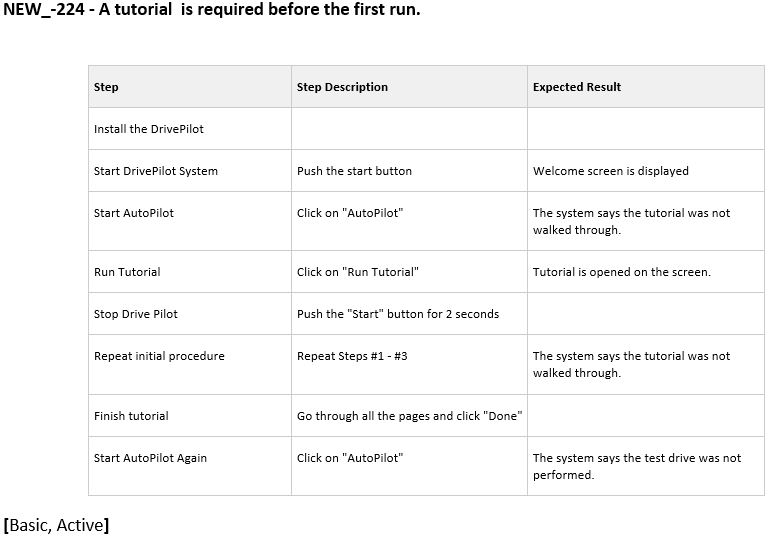 NEW_-224 - A tutorial  is required before the first run.
Step Step Description Expected Result
Install the DrivePilot
Start DrivePilot System Push the start button Welcome screen is displayed
Start AutoPilot Click on "AutoPilot" The system says the tutorial was not
walked through.
Run Tutorial Click on "Run Tutorial" Tutorial is opened on the screen.
Stop Drive Pilot Push the "Start" button for 2 seconds
Repeat initial procedure Repeat Steps #1 - #3 The system says the tutorial was not
walked through.
Finish tutorial Go through all the pages and click "Done"
Start AutoPilot Again Click on "AutoPilot" The system says the test drive was not
performed.
[Basic, Active]